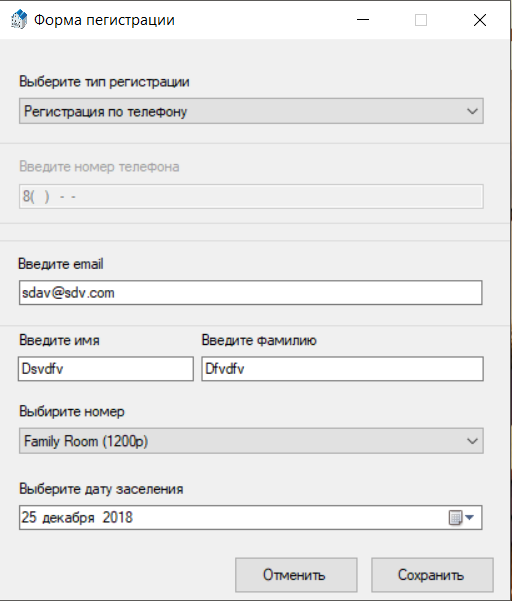 Форма пегистрации
Выберите тип регистрации
Регистрация по телефону
Введите номер телефона
8( ) - -
Введите email
sdav@sdv.com
Введите имя Введите фамилию
Dsvdfv Dfvdfv
Выбирите номер
Family Room (1200р)
Выберите дату заселения
25 декабря 2018
Отменить Сохранить